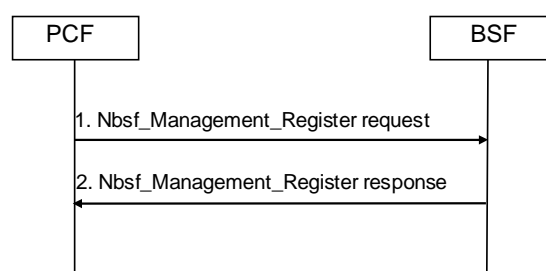 PCF
BSF
1. Nbsf_Management_Register request
2. Nbsf_Management_Register response